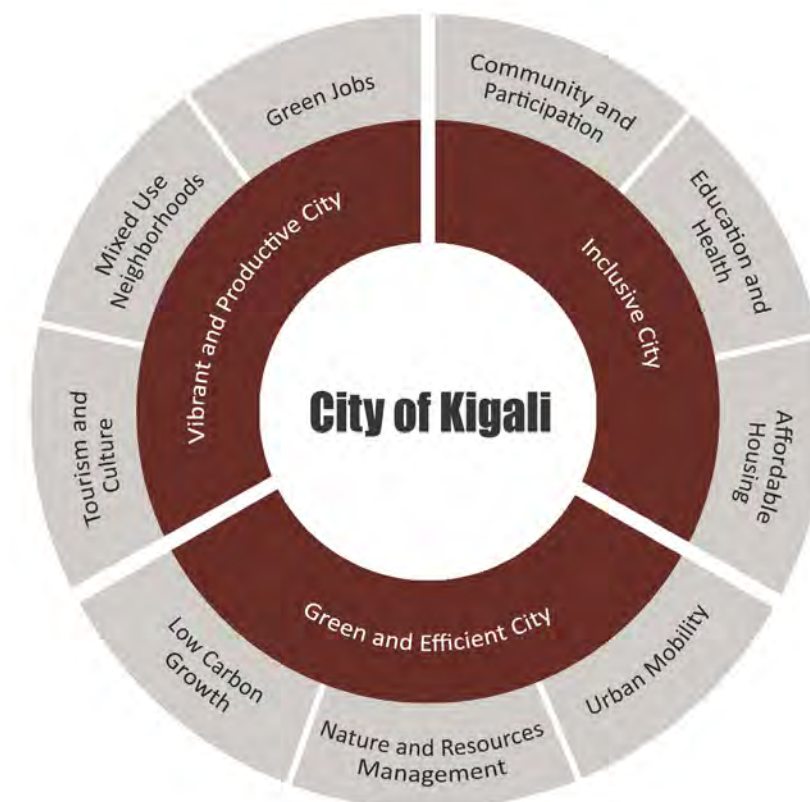 City of Kigali
Inclusive City
Community and
Participation
Education and
Health
Affordable
Housing
Green and Efficient City
Urban Mobility
Nature and Resources
Management
Low Carbon
Growth
Vibrant and Productive City
Tourism and
Culture
Mixed Use
Neighborhoods
Green Jobs